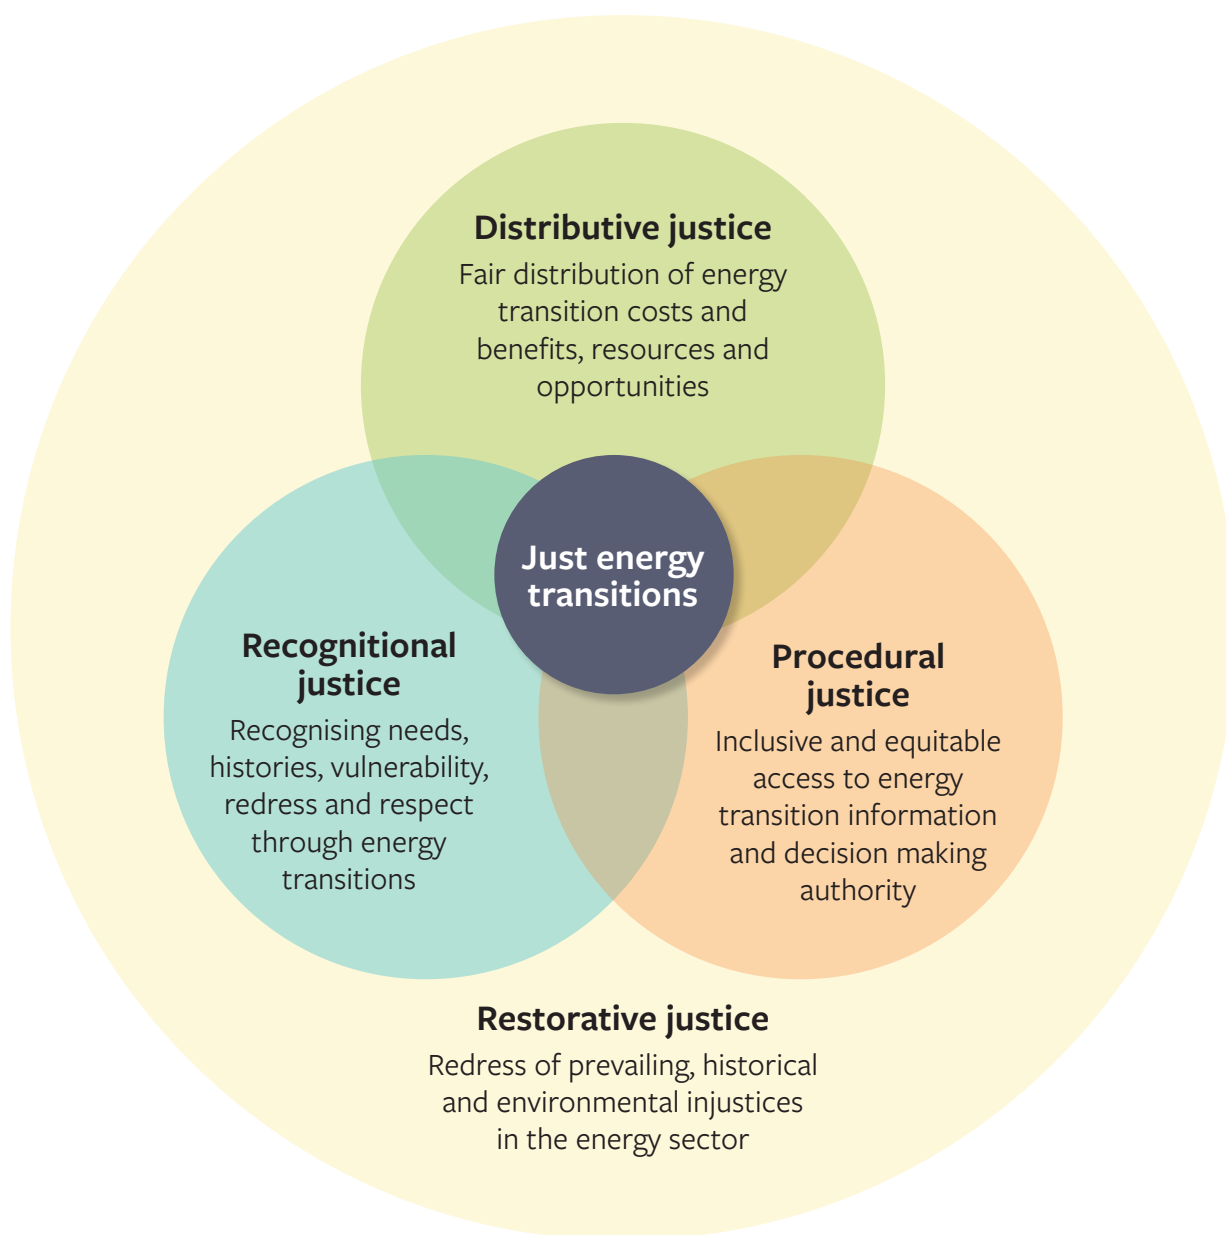 Distributive justice
Fair distribution of energy
transition costs and
benefits, resources and
opportunities
Just energy
transitions
Recognitional
justice
Recognising needs,
histories, vulnerability,
redress and respect
through energy
transitions
Procedural
justice
Inclusive and equitable
access to energy
transition information
and decision making
authority
Restorative justice
Redress of prevailing, historical
and environmental injustices
in the energy sector